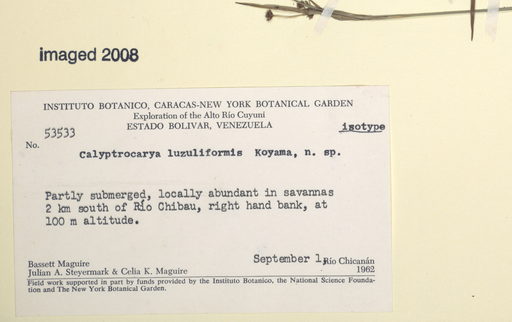 imaged 2008
INSTITUTO BOTANICO, CARACAS-NEW YORK BOTANICAL GARDEN
Exploration of the Alto Río Cuyuni
ESTADO BOLIVAR, VENEZUELA
isotype
No. 53533
Calyptrocarya luzuliformis Koyama, n. sp.
Partly submerged, locally abundant in savannas
2 km south of Río Chibau, right hand bank, at
100 m altitude.
September 1, Río Chicanán
Bassett Maguire
Julian A. Steyermark & Celia K. Maguire 1962
Field work supported in part by funds provided by the Instituto Botanico, the National Science Founda-
tion and The New York Botanical Garden.